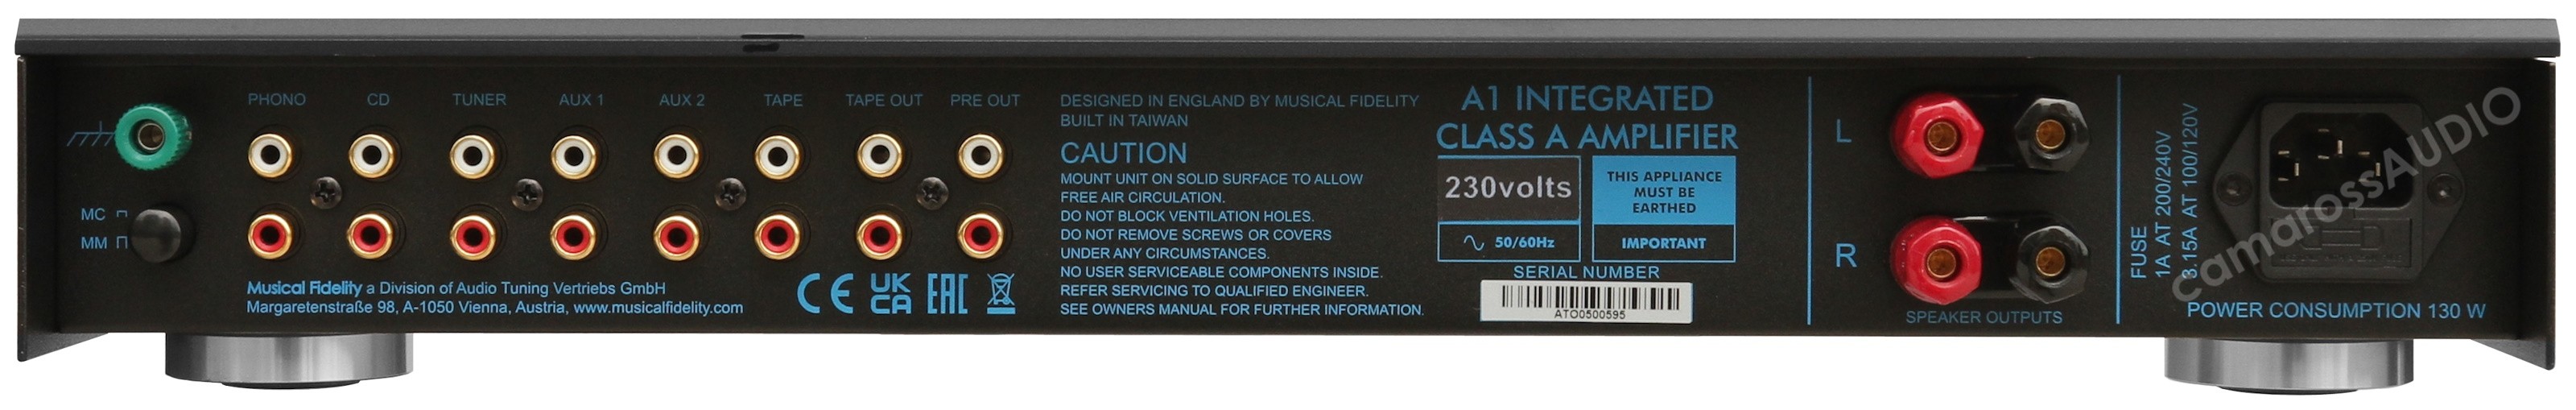 PHONO CD TUNER AUX 1 AUX 2 TAPE TAPE OUT PRE OUT
MC
MM
Musical Fidelity a Division of Audio Tuning Vertriebs GmbH
Margaretenstraße 98, A-1050 Vienna, Austria, www.musicalfidelity.com
CE UK CA EAC
DESIGNED IN ENGLAND BY MUSICAL FIDELITY
BUILT IN TAIWAN
CAUTION
MOUNT UNIT ON SOLID SURFACE TO ALLOW
FREE AIR CIRCULATION.
DO NOT BLOCK VENTILATION HOLES.
DO NOT REMOVE SCREWS OR COVERS
UNDER ANY CIRCUMSTANCES.
NO USER SERVICEABLE COMPONENTS INSIDE.
REFER SERVICING TO QUALIFIED ENGINEER.
SEE OWNERS MANUAL FOR FURTHER INFORMATION.
A1 INTEGRATED
CLASS A AMPLIFIER
230volts
50/60Hz
THIS APPLIANCE
MUST BE
EARTHED
IMPORTANT
SERIAL NUMBER
ATO0500595
L
R
SPEAKER OUTPUTS
FUSE
1A AT 200/240V
3.15A AT 100/120V
POWER CONSUMPTION 130 W
camarossAUDIO